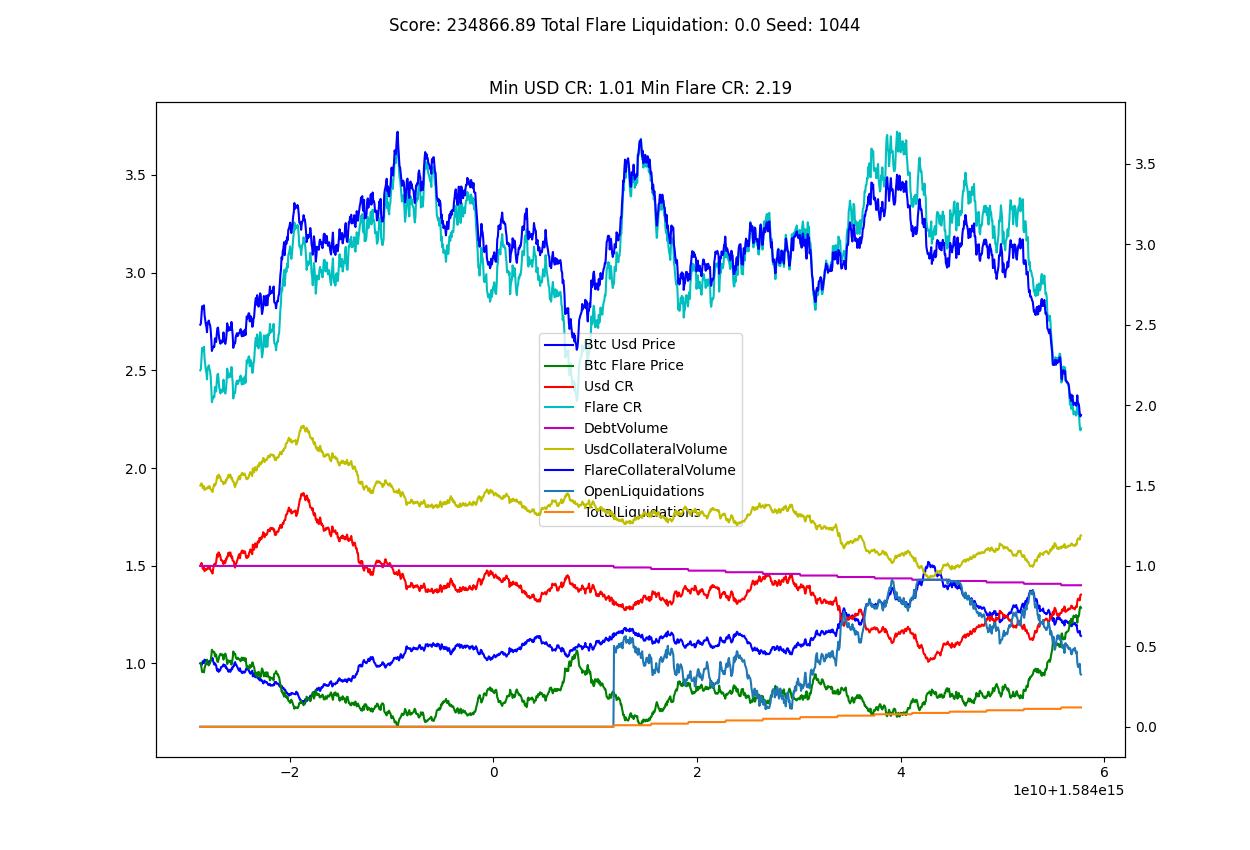 Score: 234866.89 Total Flare Liquidation: 0.0 Seed: 1044
Min USD CR: 1.01 Min Flare CR: 2.19
3.5
3.0
2.5
2.0
1.5
1.0
3.5
3.0
2.5
2.0
1.5
1.0
0.5
0.0
Btc Usd Price
Btc Flare Price
Usd CR
Flare CR
DebtVolume
UsdCollateralVolume
FlareCollateralVolume
OpenLiquidations
TotalLiquidations
−2 0 2 4 6
1e10+1.584e15